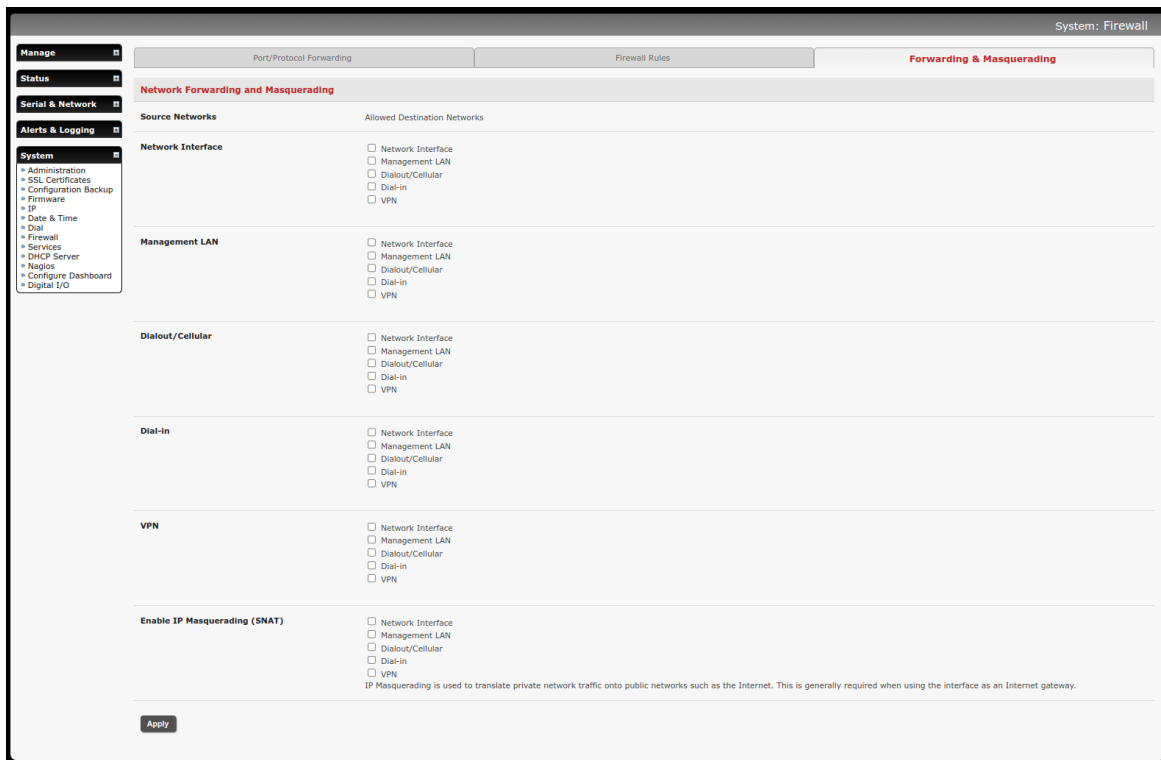 System: Firewall
Manage
Status
Serial & Network
Alerts & Logging
System
» Administration
» SSL Certificates
» Configuration Backup
» Firmware
» IP
» Date & Time
» Dial
» Firewall
» Services
» DHCP Server
» Nagios
» Configure Dashboard
» Digital I/O
Port/Protocol Forwarding Firewall Rules Forwarding & Masquerading
Network Forwarding and Masquerading
Source Networks Allowed Destination Networks
Network Interface Network Interface
Management LAN
Dialout/Cellular
Dial-in
VPN
Management LAN Network Interface
Management LAN
Dialout/Cellular
Dial-in
VPN
Dialout/Cellular Network Interface
Management LAN
Dialout/Cellular
Dial-in
VPN
Dial-in Network Interface
Management LAN
Dialout/Cellular
Dial-in
VPN
VPN Network Interface
Management LAN
Dialout/Cellular
Dial-in
VPN
Enable IP Masquerading (SNAT) Network Interface
Management LAN
Dialout/Cellular
Dial-in
VPN
IP Masquerading is used to translate private network traffic onto public networks such as the Internet. This is generally required when using the interface as an Internet gateway.
Apply